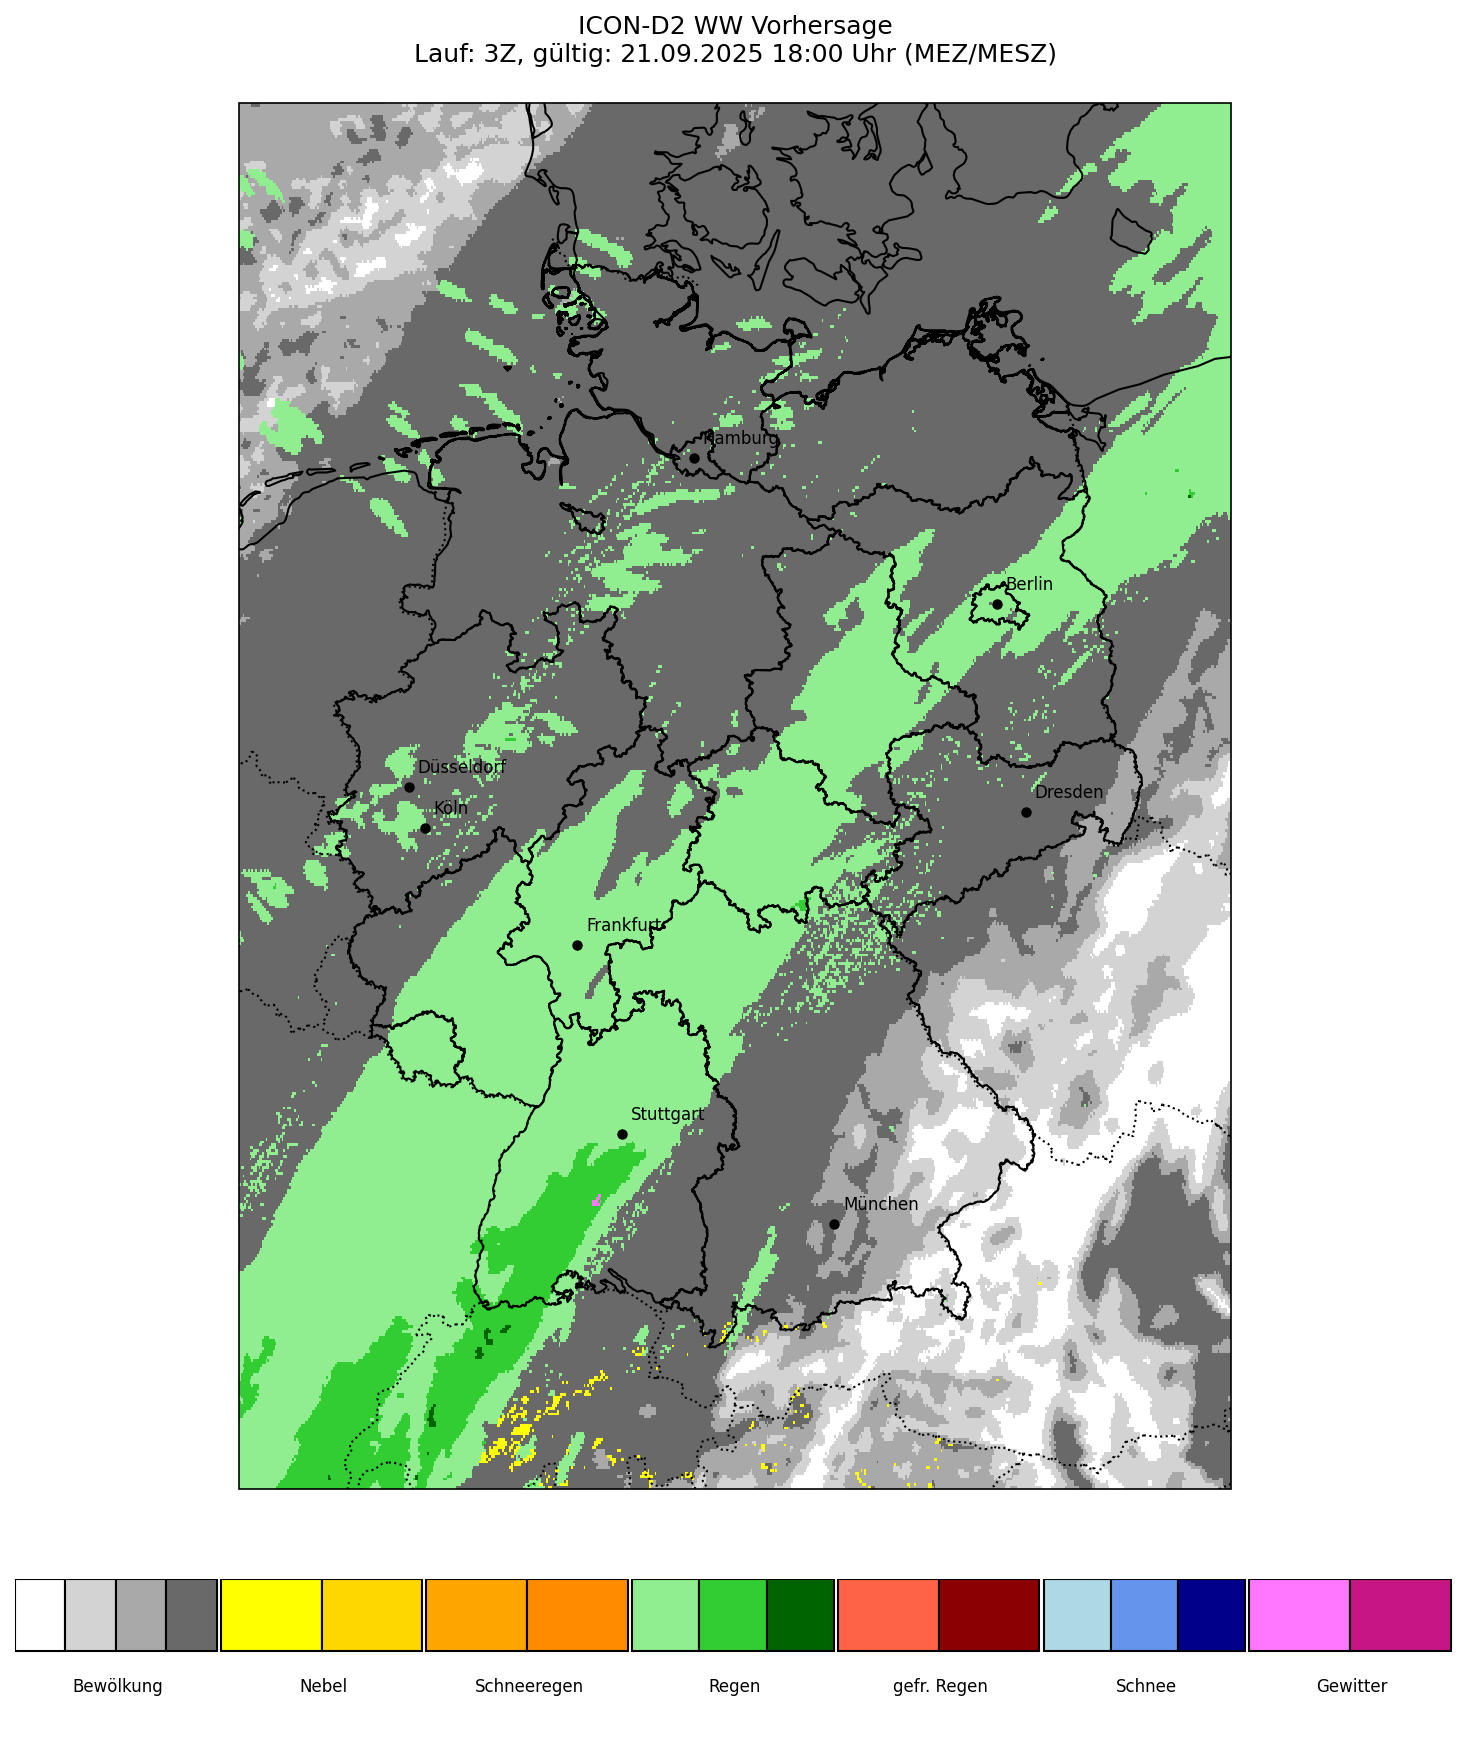 ICON-D2 WW Vorhersage
Lauf: 3Z, gültig: 21.09.2025 18:00 Uhr (MEZ/MESZ)
Hamburg
Berlin
Düsseldorf
Köln
Dresden
Frankfurt
Stuttgart
München
Bewölkung Nebel Schneeregen Regen gefr. Regen Schnee Gewitter